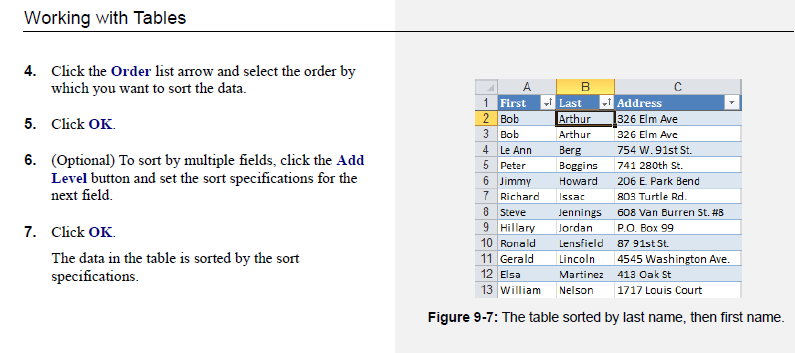 Working with Tables
4. Click the Order list arrow and select the order by
which you want to sort the data.
5. Click OK.
6. (Optional) To sort by multiple fields, click the Add
Level button and set the sort specifications for the
next field.
7. Click OK.
The data in the table is sorted by the sort
specifications.
A B C
1 First Last Address
2 Bob Arthur 326 Elm Ave
3 Bob Arthur 326 Elm Ave
4 Le Ann Berg 754 W. 91st St.
5 Peter Boggins 741 280th St.
6 Jimmy Howard 206 E. Park Bend
7 Richard Issac 803 Turtle Rd.
8 Steve Jennings 608 Van Burren St. #8
9 Hillary Jordan P.O. Box 99
10 Ronald Lensfield 87 91st St.
11 Gerald Lincoln 4545 Washington Ave.
12 Elsa Martinez 413 Oak St
13 William Nelson 1717 Louis Court
Figure 9-7: The table sorted by last name, then first name.